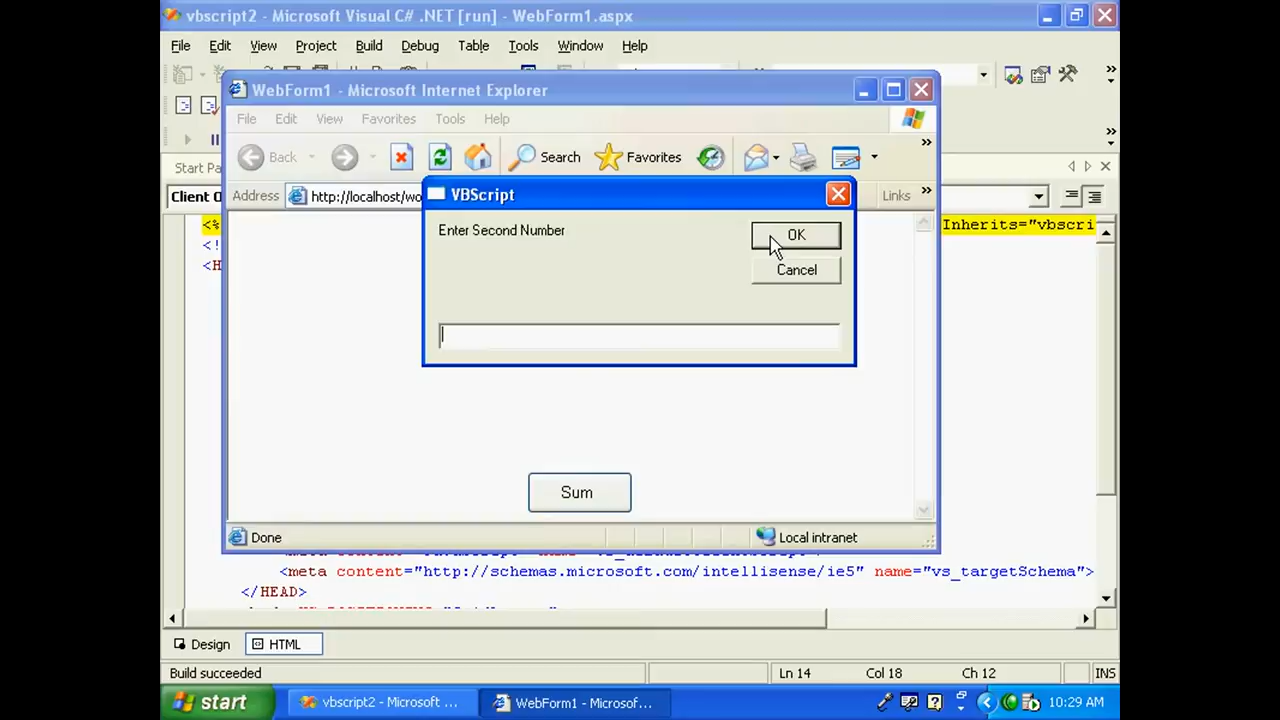 vbscript2 - Microsoft Visual C# .NET [run] - WebForm1.aspx
File Edit View Project Build Debug Table Tools Window Help
WebForm1 - Microsoft Internet Explorer
File Edit View Favorites Tools Help
Back Search Favorites
Start Pa
Address http://localhost/wo Links
Client O
VBScript
Enter Second Number
OK
Cancel
<% Inherits="vbscri
<!
<H
Sum
Done Local intranet
<meta content="http://schemas.microsoft.com/intellisense/ie5" name="vs_targetSchema">
</HEAD>
Design HTML
Build succeeded Ln 14 Col 18 Ch 12 INS
start vbscript2 - Microsoft ... WebForm1 - Microsof... 10:29 AM